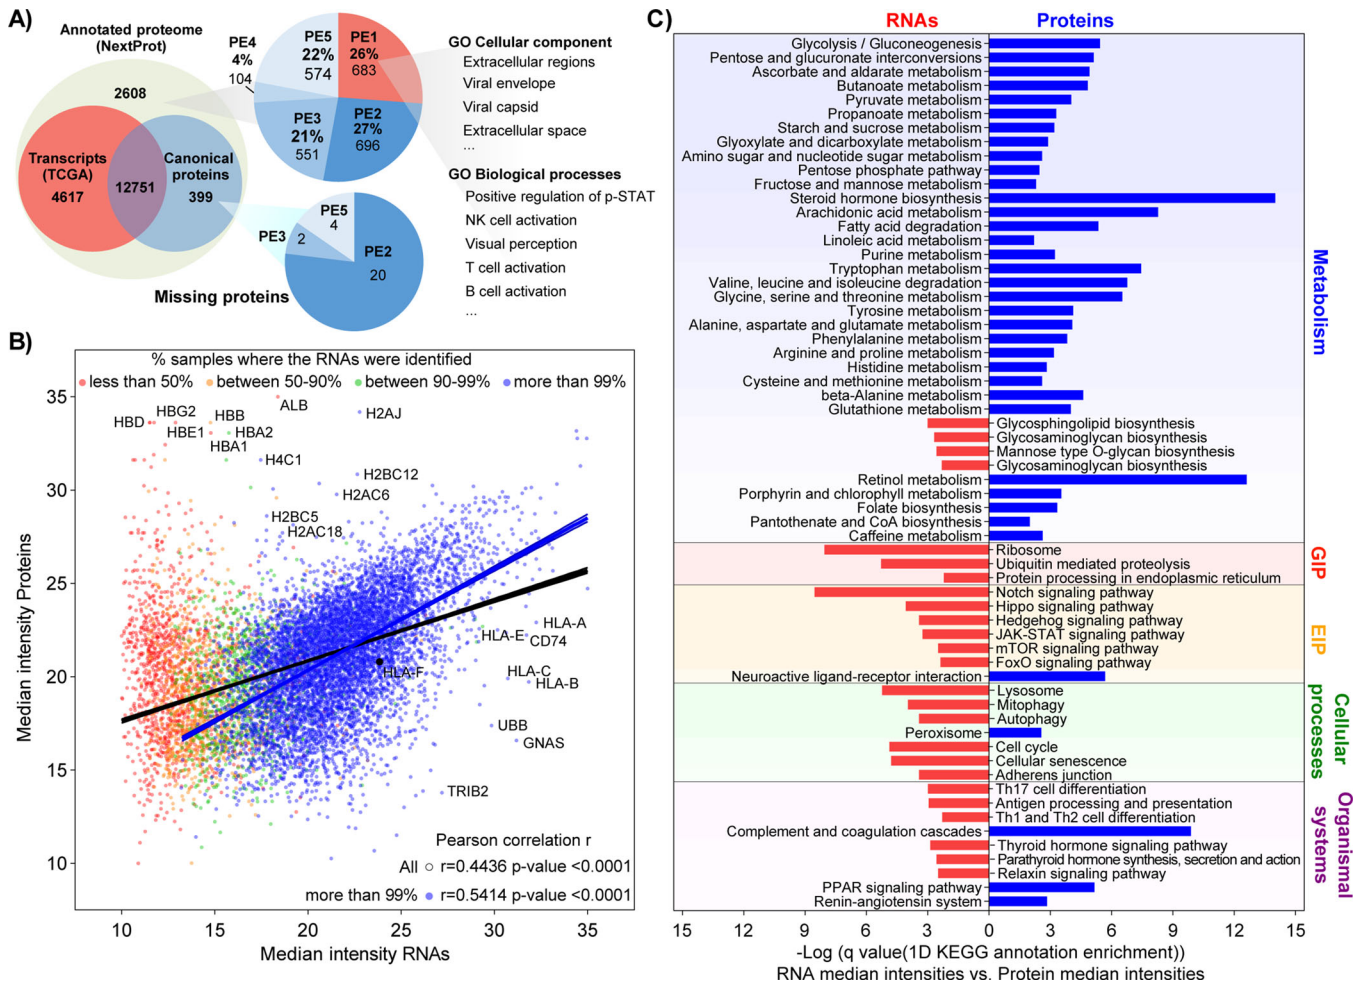 A)
Annotated proteome
(NextProt)
2608
Transcripts
(TCGA)
4617
12751
Canonical
proteins
399
PE4
4%
104
PE5
22%
574
PE1
26%
683
PE3
21%
551
PE2
27%
696
PE5
4
PE3
2
PE2
20
Missing proteins
GO Cellular component
Extracellular regions
Viral envelope
Viral capsid
Extracellular space
...
GO Biological processes
Positive regulation of p-STAT
NK cell activation
Visual perception
T cell activation
B cell activation
...
B)
% samples where the RNAs were identified
less than 50% between 50-90% between 90-99% more than 99%
ALB
H2AJ
HBD
HBG2
HBB
HBE1
HBA2
HBA1
H4C1
H2BC12
H2AC6
H2BC5
H2AC18
HLA-A
HLA-E
CD74
HLA-F
HLA-C
HLA-B
UBB
GNAS
TRIB2
Pearson correlation r
All r=0.4436 p-value <0.0001
more than 99% r=0.5414 p-value <0.0001
35
30
25
20
15
10
Median intensity Proteins
10 15 20 25 30 35
Median intensity RNAs
C)
RNAs Proteins
Glycolysis / Gluconeogenesis
Pentose and glucuronate interconversions
Ascorbate and aldarate metabolism
Butanoate metabolism
Pyruvate metabolism
Propanoate metabolism
Starch and sucrose metabolism
Glyoxylate and dicarboxylate metabolism
Amino sugar and nucleotide sugar metabolism
Pentose phosphate pathway
Fructose and mannose metabolism
Steroid hormone biosynthesis
Arachidonic acid metabolism
Fatty acid degradation
Linoleic acid metabolism
Purine metabolism
Tryptophan metabolism
Valine, leucine and isoleucine degradation
Glycine, serine and threonine metabolism
Tyrosine metabolism
Alanine, aspartate and glutamate metabolism
Phenylalanine metabolism
Arginine and proline metabolism
Histidine metabolism
Cysteine and methionine metabolism
beta-Alanine metabolism
Glutathione metabolism
Glycosphingolipid biosynthesis
Glycosaminoglycan biosynthesis
Mannose type O-glycan biosynthesis
Glycosaminoglycan biosynthesis
Retinol metabolism
Porphyrin and chlorophyll metabolism
Folate biosynthesis
Pantothenate and CoA biosynthesis
Caffeine metabolism
Metabolism
Ribosome
Ubiquitin mediated proteolysis
Protein processing in endoplasmic reticulum
GIP
Notch signaling pathway
Hippo signaling pathway
Hedgehog signaling pathway
JAK-STAT signaling pathway
mTOR signaling pathway
FoxO signaling pathway
Neuroactive ligand-receptor interaction
EIP
Lysosome
Mitophagy
Autophagy
Peroxisome
Cell cycle
Cellular senescence
Adherens junction
Cellular
processes
Th17 cell differentiation
Antigen processing and presentation
Th1 and Th2 cell differentiation
Complement and coagulation cascades
Thyroid hormone signaling pathway
Parathyroid hormone synthesis, secretion and action
Relaxin signaling pathway
PPAR signaling pathway
Renin-angiotensin system
Organismal
systems
15 12 9 6 3 0 3 6 9 12 15
-Log (q value(1D KEGG annotation enrichment))
RNA median intensities vs. Protein median intensities